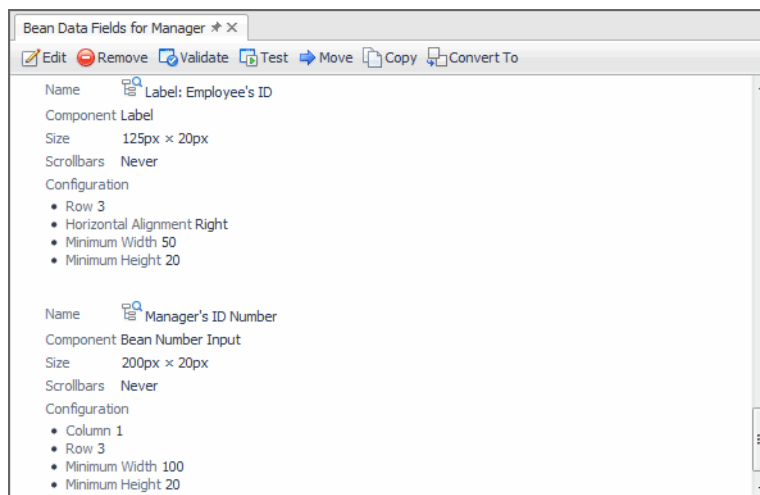 Bean Data Fields for Manager
Edit Remove Validate Test Move Copy Convert To
Name Label: Employee's ID
Component Label
Size 125px × 20px
Scrollbars Never
Configuration
• Row 3
• Horizontal Alignment Right
• Minimum Width 50
• Minimum Height 20
Name Manager's ID Number
Component Bean Number Input
Size 200px × 20px
Scrollbars Never
Configuration
• Column 1
• Row 3
• Minimum Width 100
• Minimum Height 20